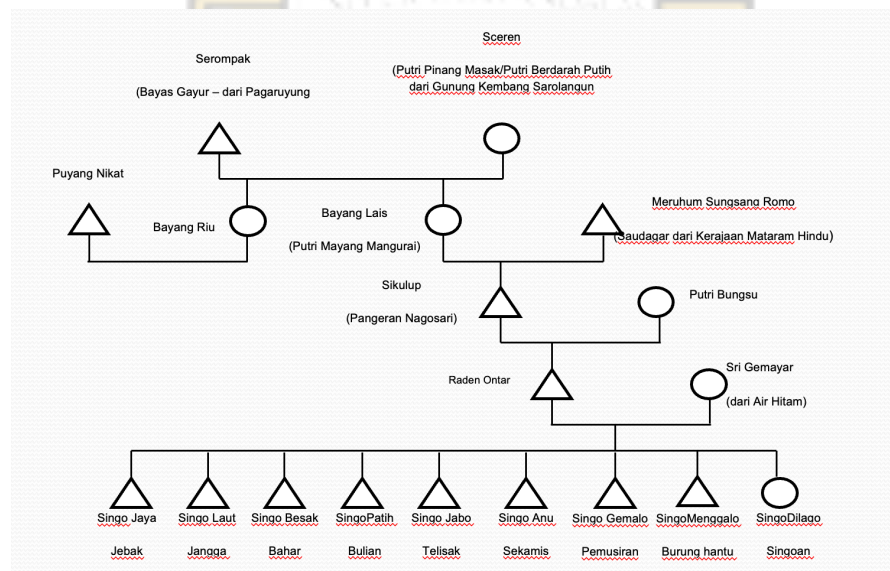 Sceren
Serompak
(Putri Pinang Masak/Putri Berdarah Putih
dari Gunung Kembang Sarolangun
(Bayas Gayur – dari Pagaruyung
Puyang Nikat
Bayang Riu
Bayang Lais
(Putri Mayang Mangurai)
Meruhum Sungsang Romo
(Saudagar dari Kerajaan Mataram Hindu)
Sikulup
(Pangeran Nagosari)
Putri Bungsu
Raden Ontar
Sri Gemayar
(dari Air Hitam)
Singo Jaya Singo Laut Singo Besak SingoPatih Singo Jabo Singo Anu Singo Gemalo SingoMenggalo SingoDilago
Jebak Jangga Bahar Bulian Telisak Sekamis Pemusiran Burung hantu Singoan